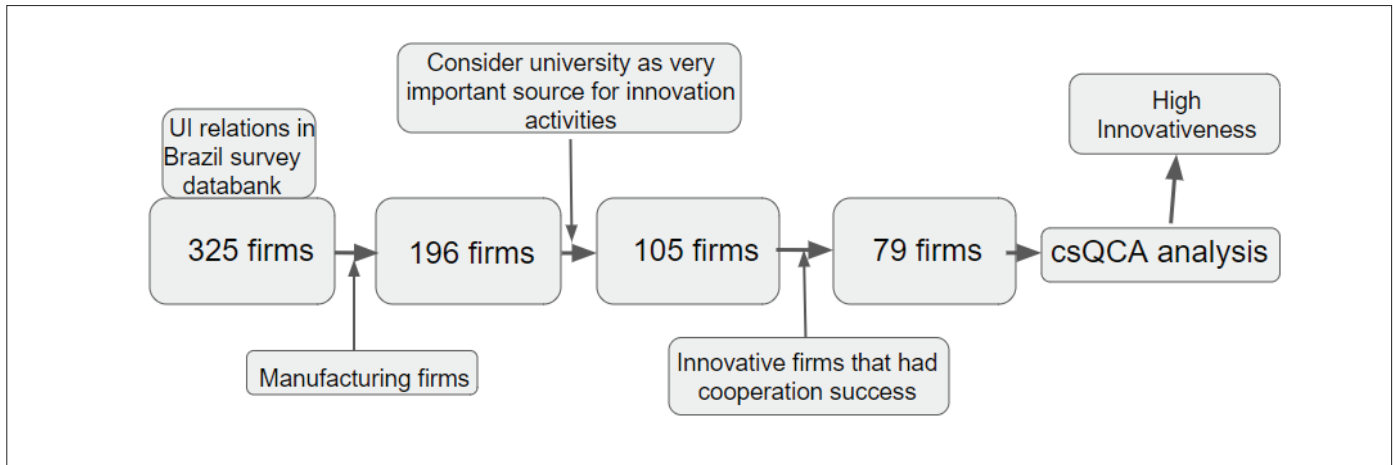 UI relations in
Brazil survey
databank
325 firms
Manufacturing firms
196 firms
Consider university as very
important source for innovation
activities
105 firms
Innovative firms that had
cooperation success
79 firms
csQCA analysis
High
Innovativeness